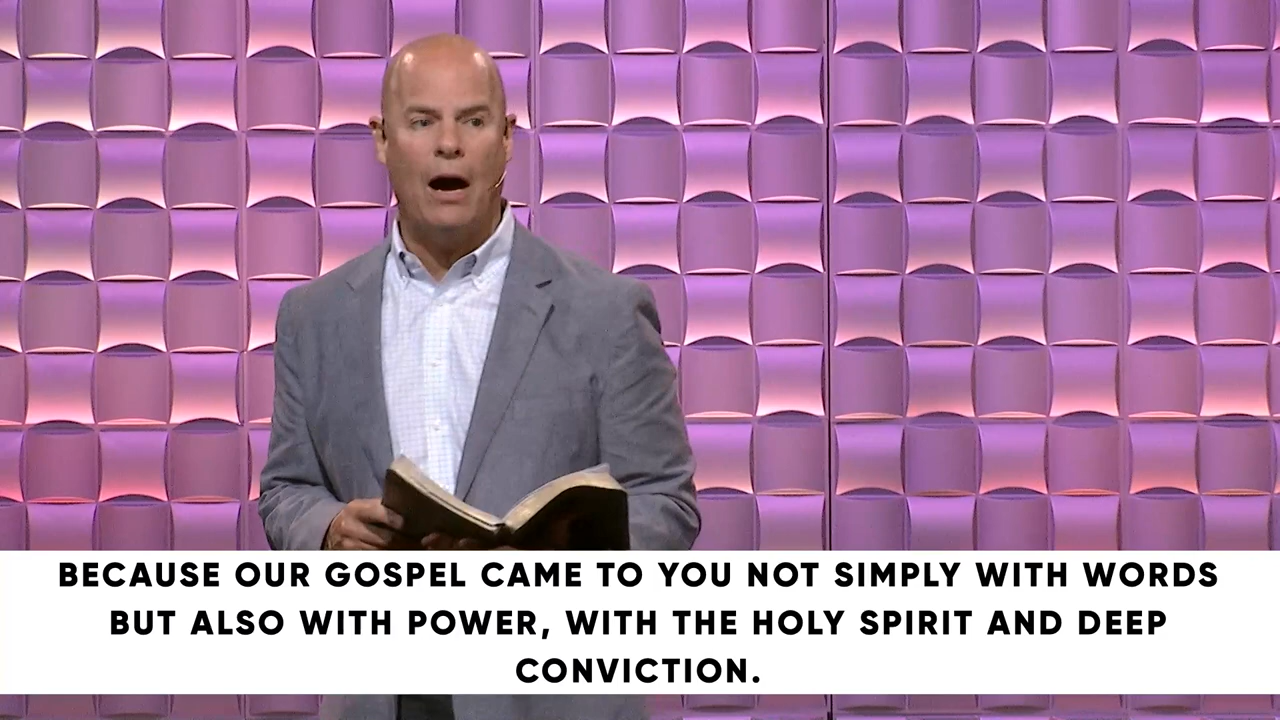 BECAUSE OUR GOSPEL CAME TO YOU NOT SIMPLY WITH WORDS
BUT ALSO WITH POWER, WITH THE HOLY SPIRIT AND DEEP
CONVICTION.